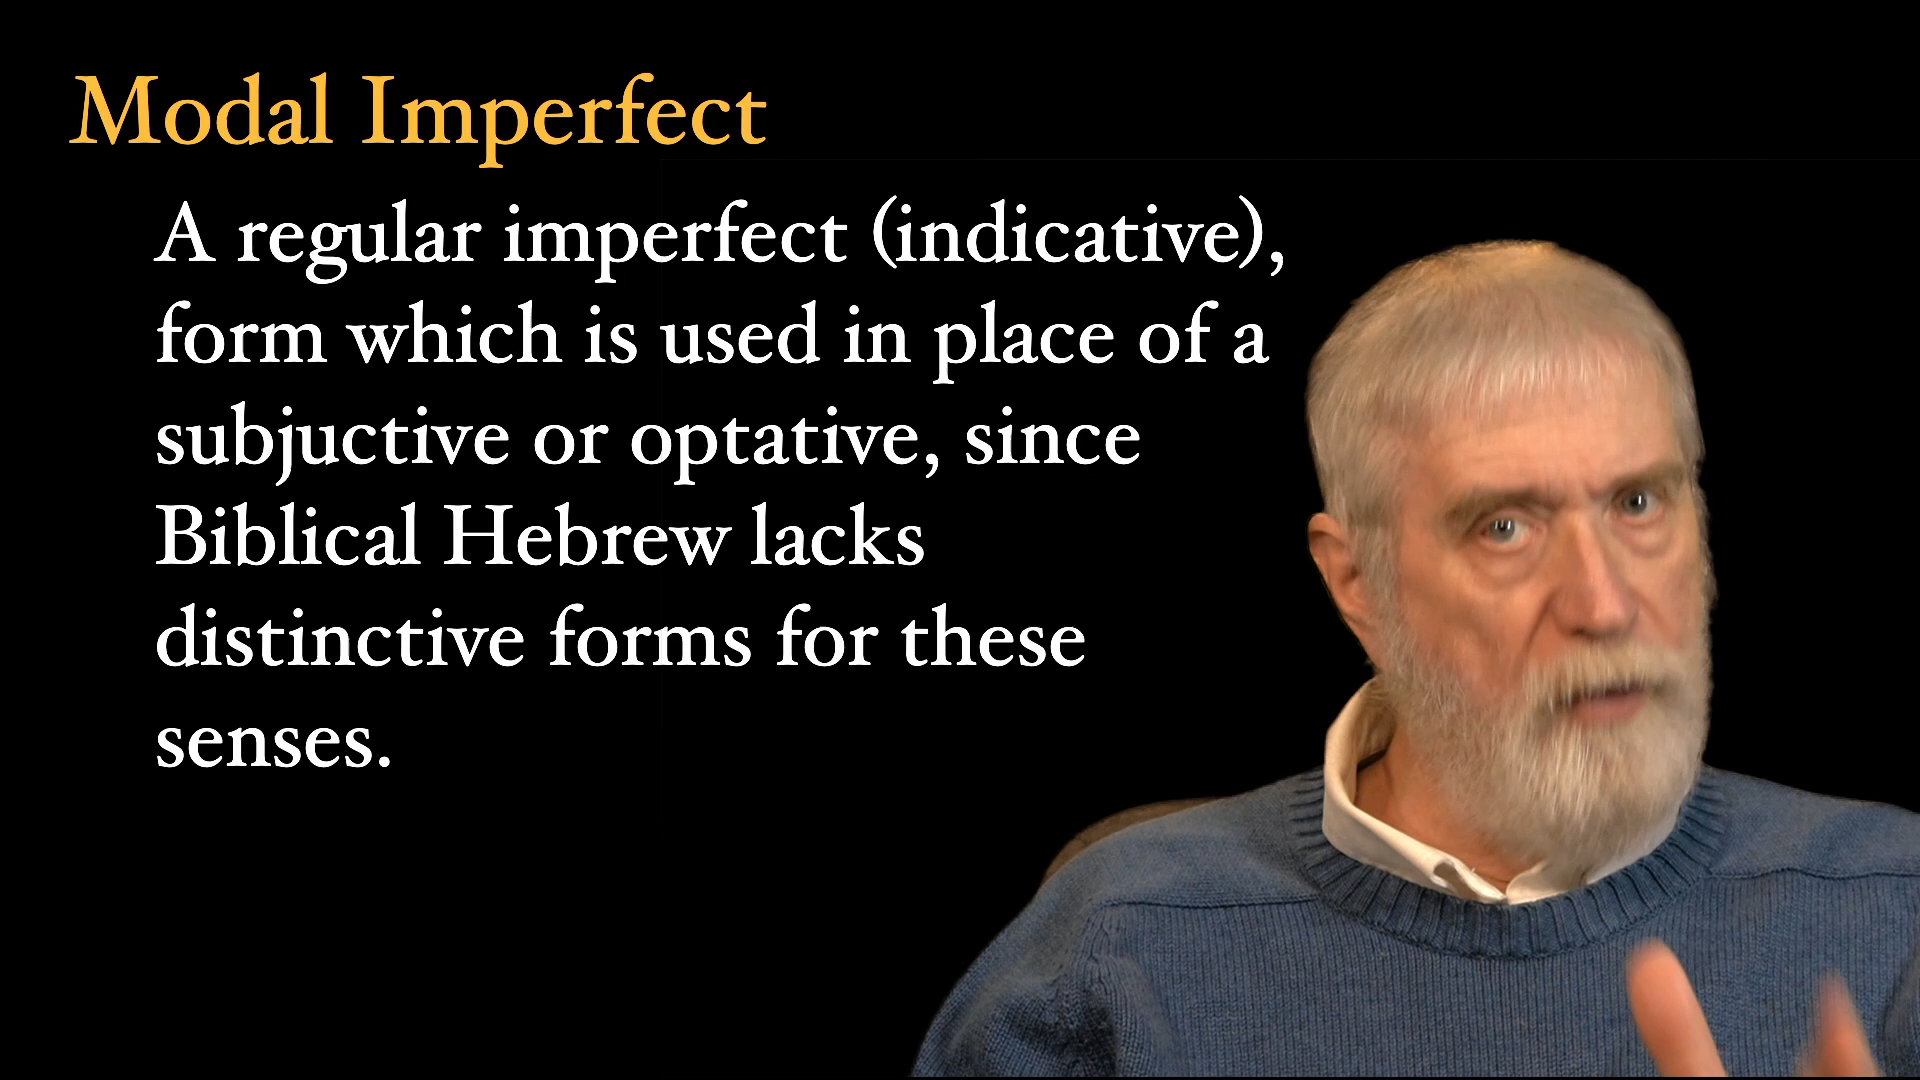 Modal Imperfect
A regular imperfect (indicative),
form which is used in place of a
subjuctive or optative, since
Biblical Hebrew lacks
distinctive forms for these
senses.